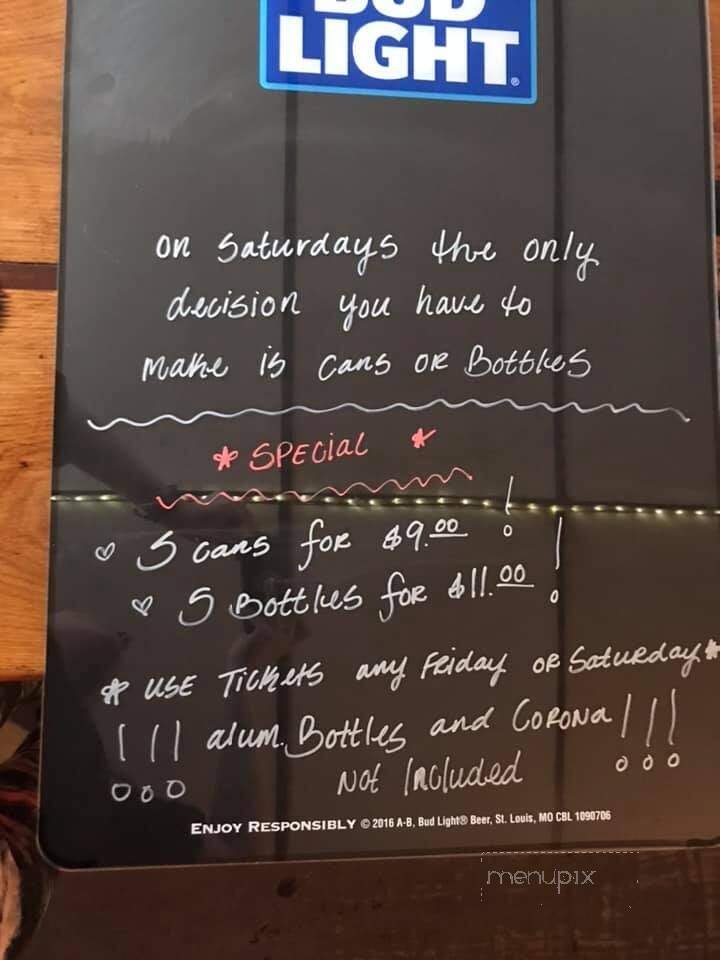 BUD
LIGHT®
on Saturdays the only
decision you have to
make is cans or Bottles
* SPECIAL *
♡ 5 cans for $9.00 !
♡ 5 Bottles for $11.00 !
* USE TICKETS any Friday or Saturday *
!!! alum. Bottles and Corona !!!
Not Included
ENJOY RESPONSIBLY © 2016 A-B, Bud Light® Beer, St. Louis, MO CBL 1090706
menupix